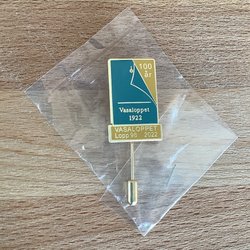 100
år
Vasaloppet
1922
VASALOPPET
Lopp 98 2022